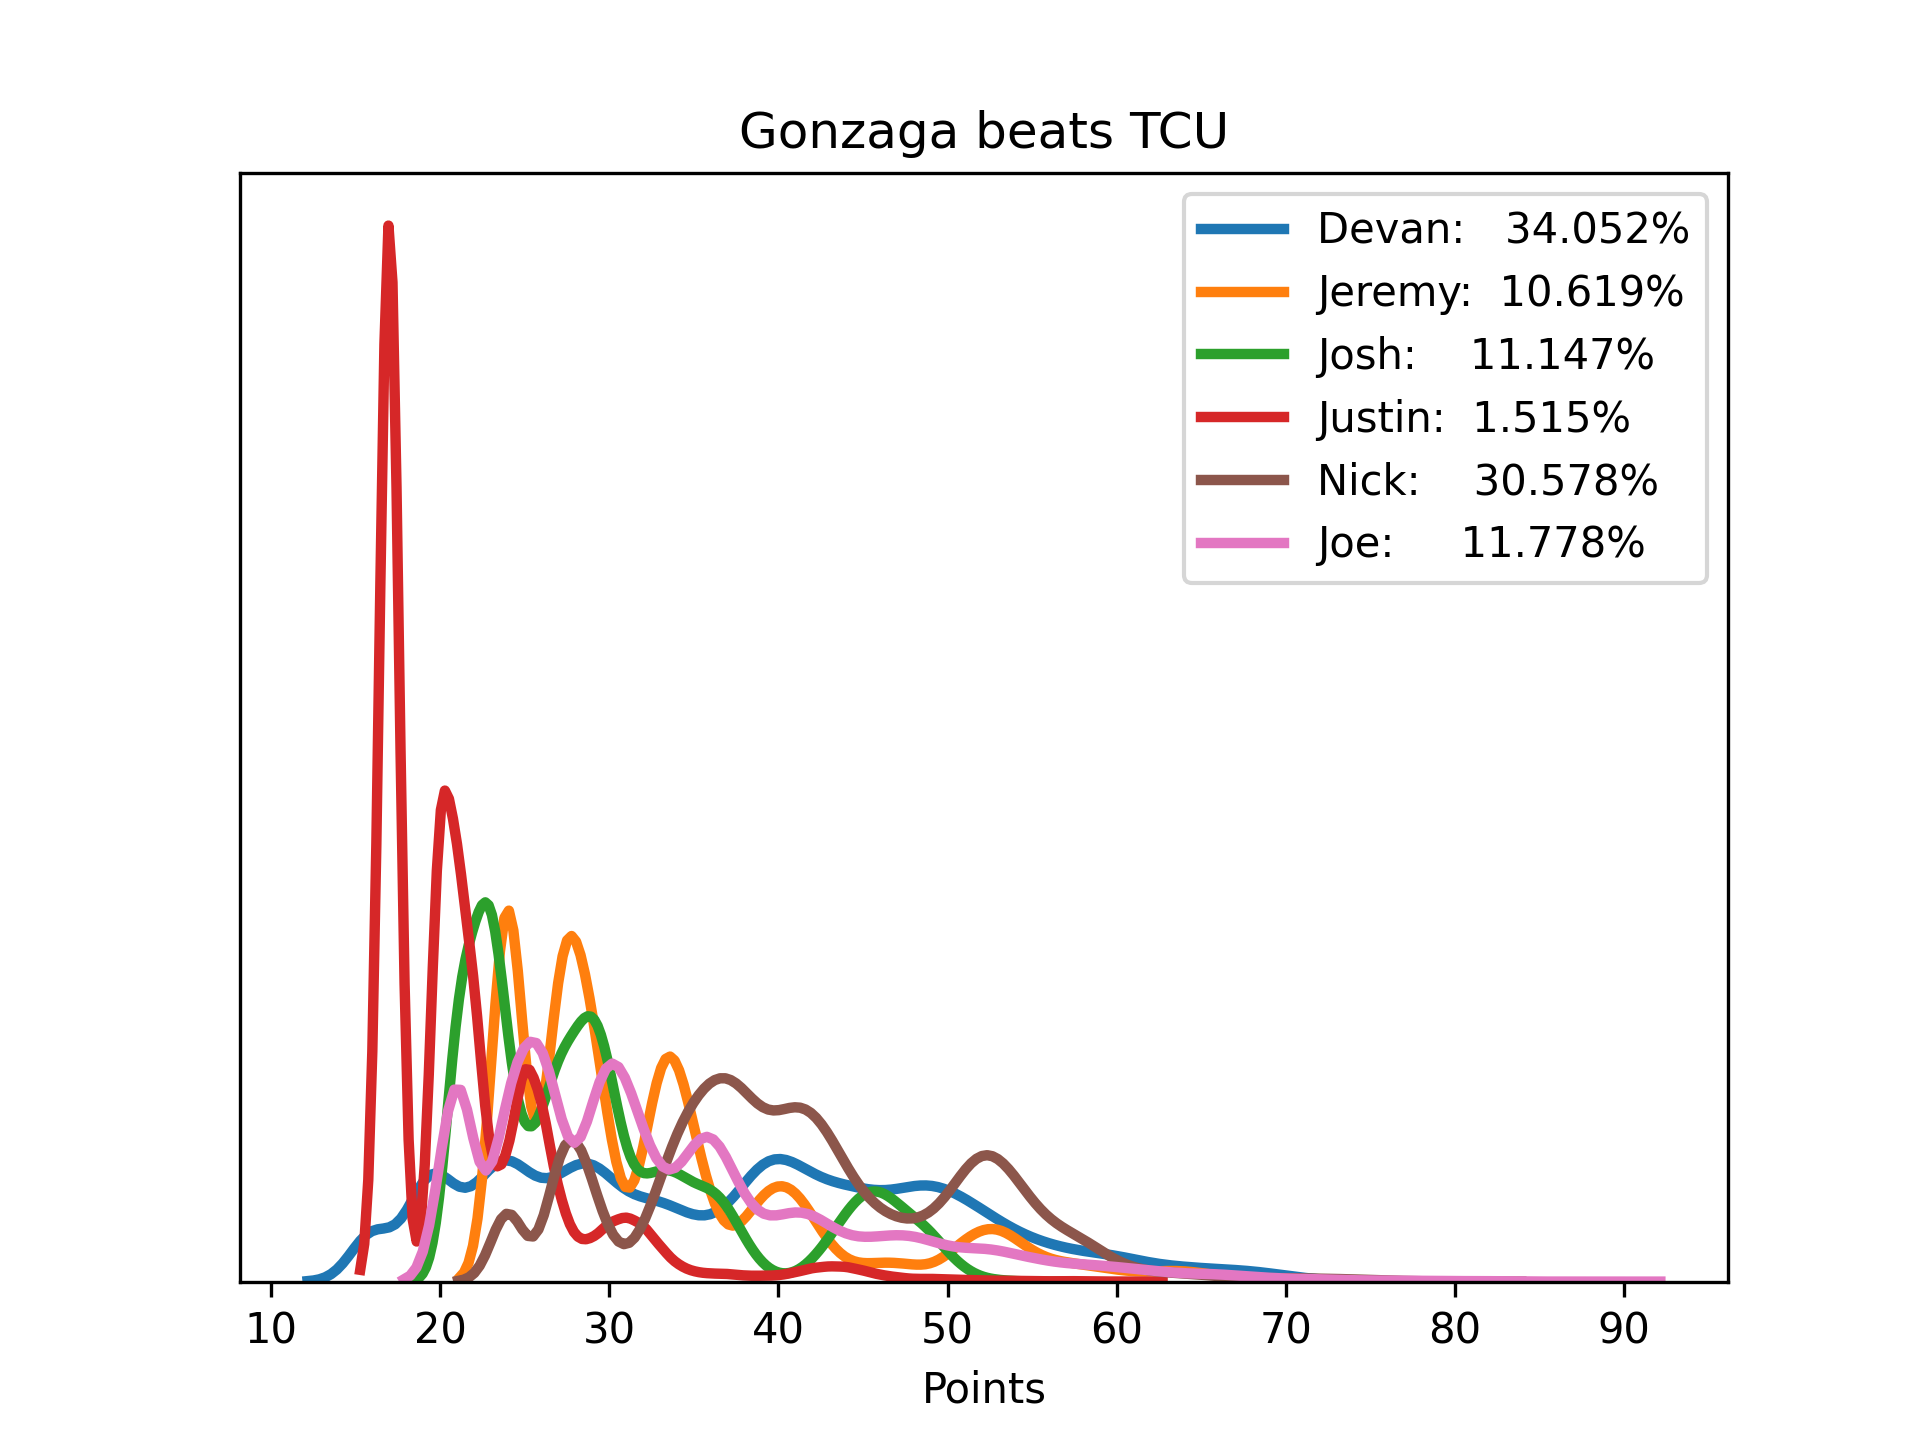 Gonzaga beats TCU
Devan: 34.052%
Jeremy: 10.619%
Josh: 11.147%
Justin: 1.515%
Nick: 30.578%
Joe: 11.778%
10 20 30 40 50 60 70 80 90
Points